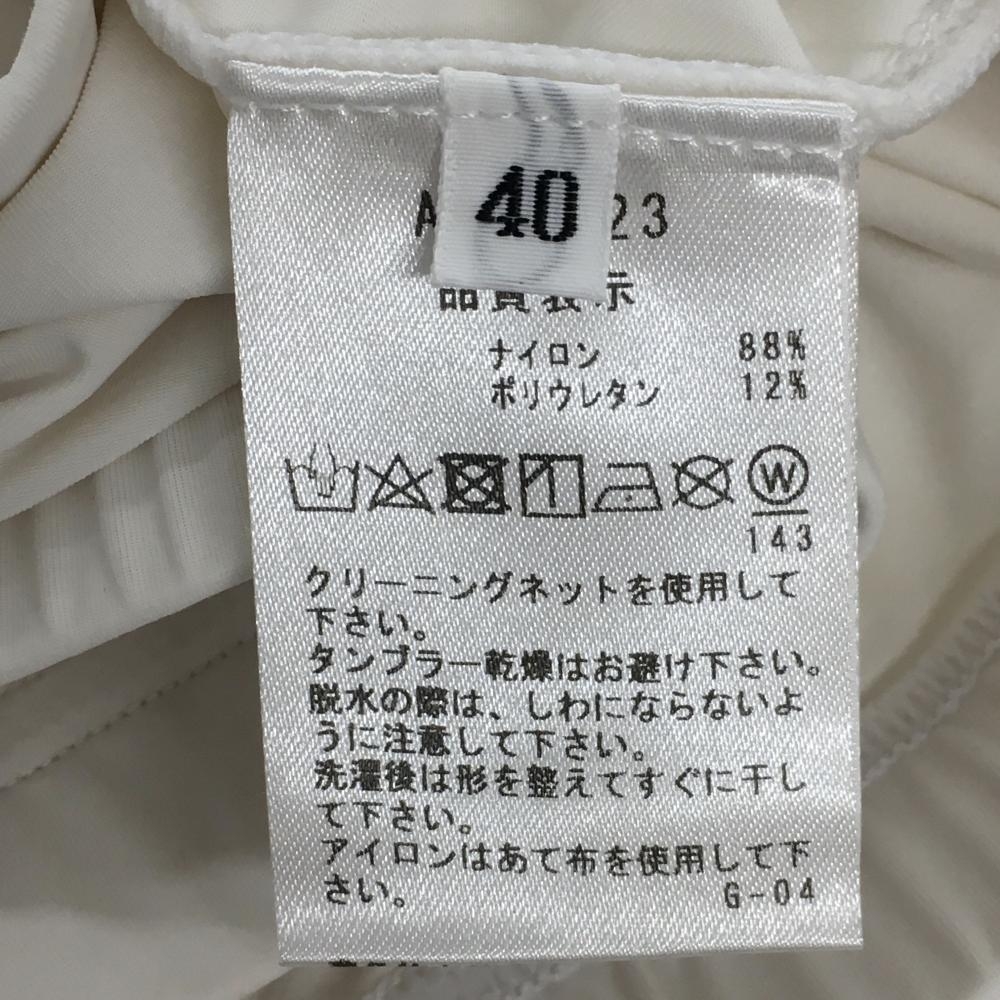 40
23
品質表示
ナイロン 88%
ポリウレタン 12%
W
143
クリーニングネットを使用して
下さい。
タンブラー乾燥はお避け下さい。
脱水の際は、しわにならないよ
うに注意して下さい。
洗濯後は形を整えてすぐに干し
て下さい。
アイロンはあて布を使用して下
さい。 G-04